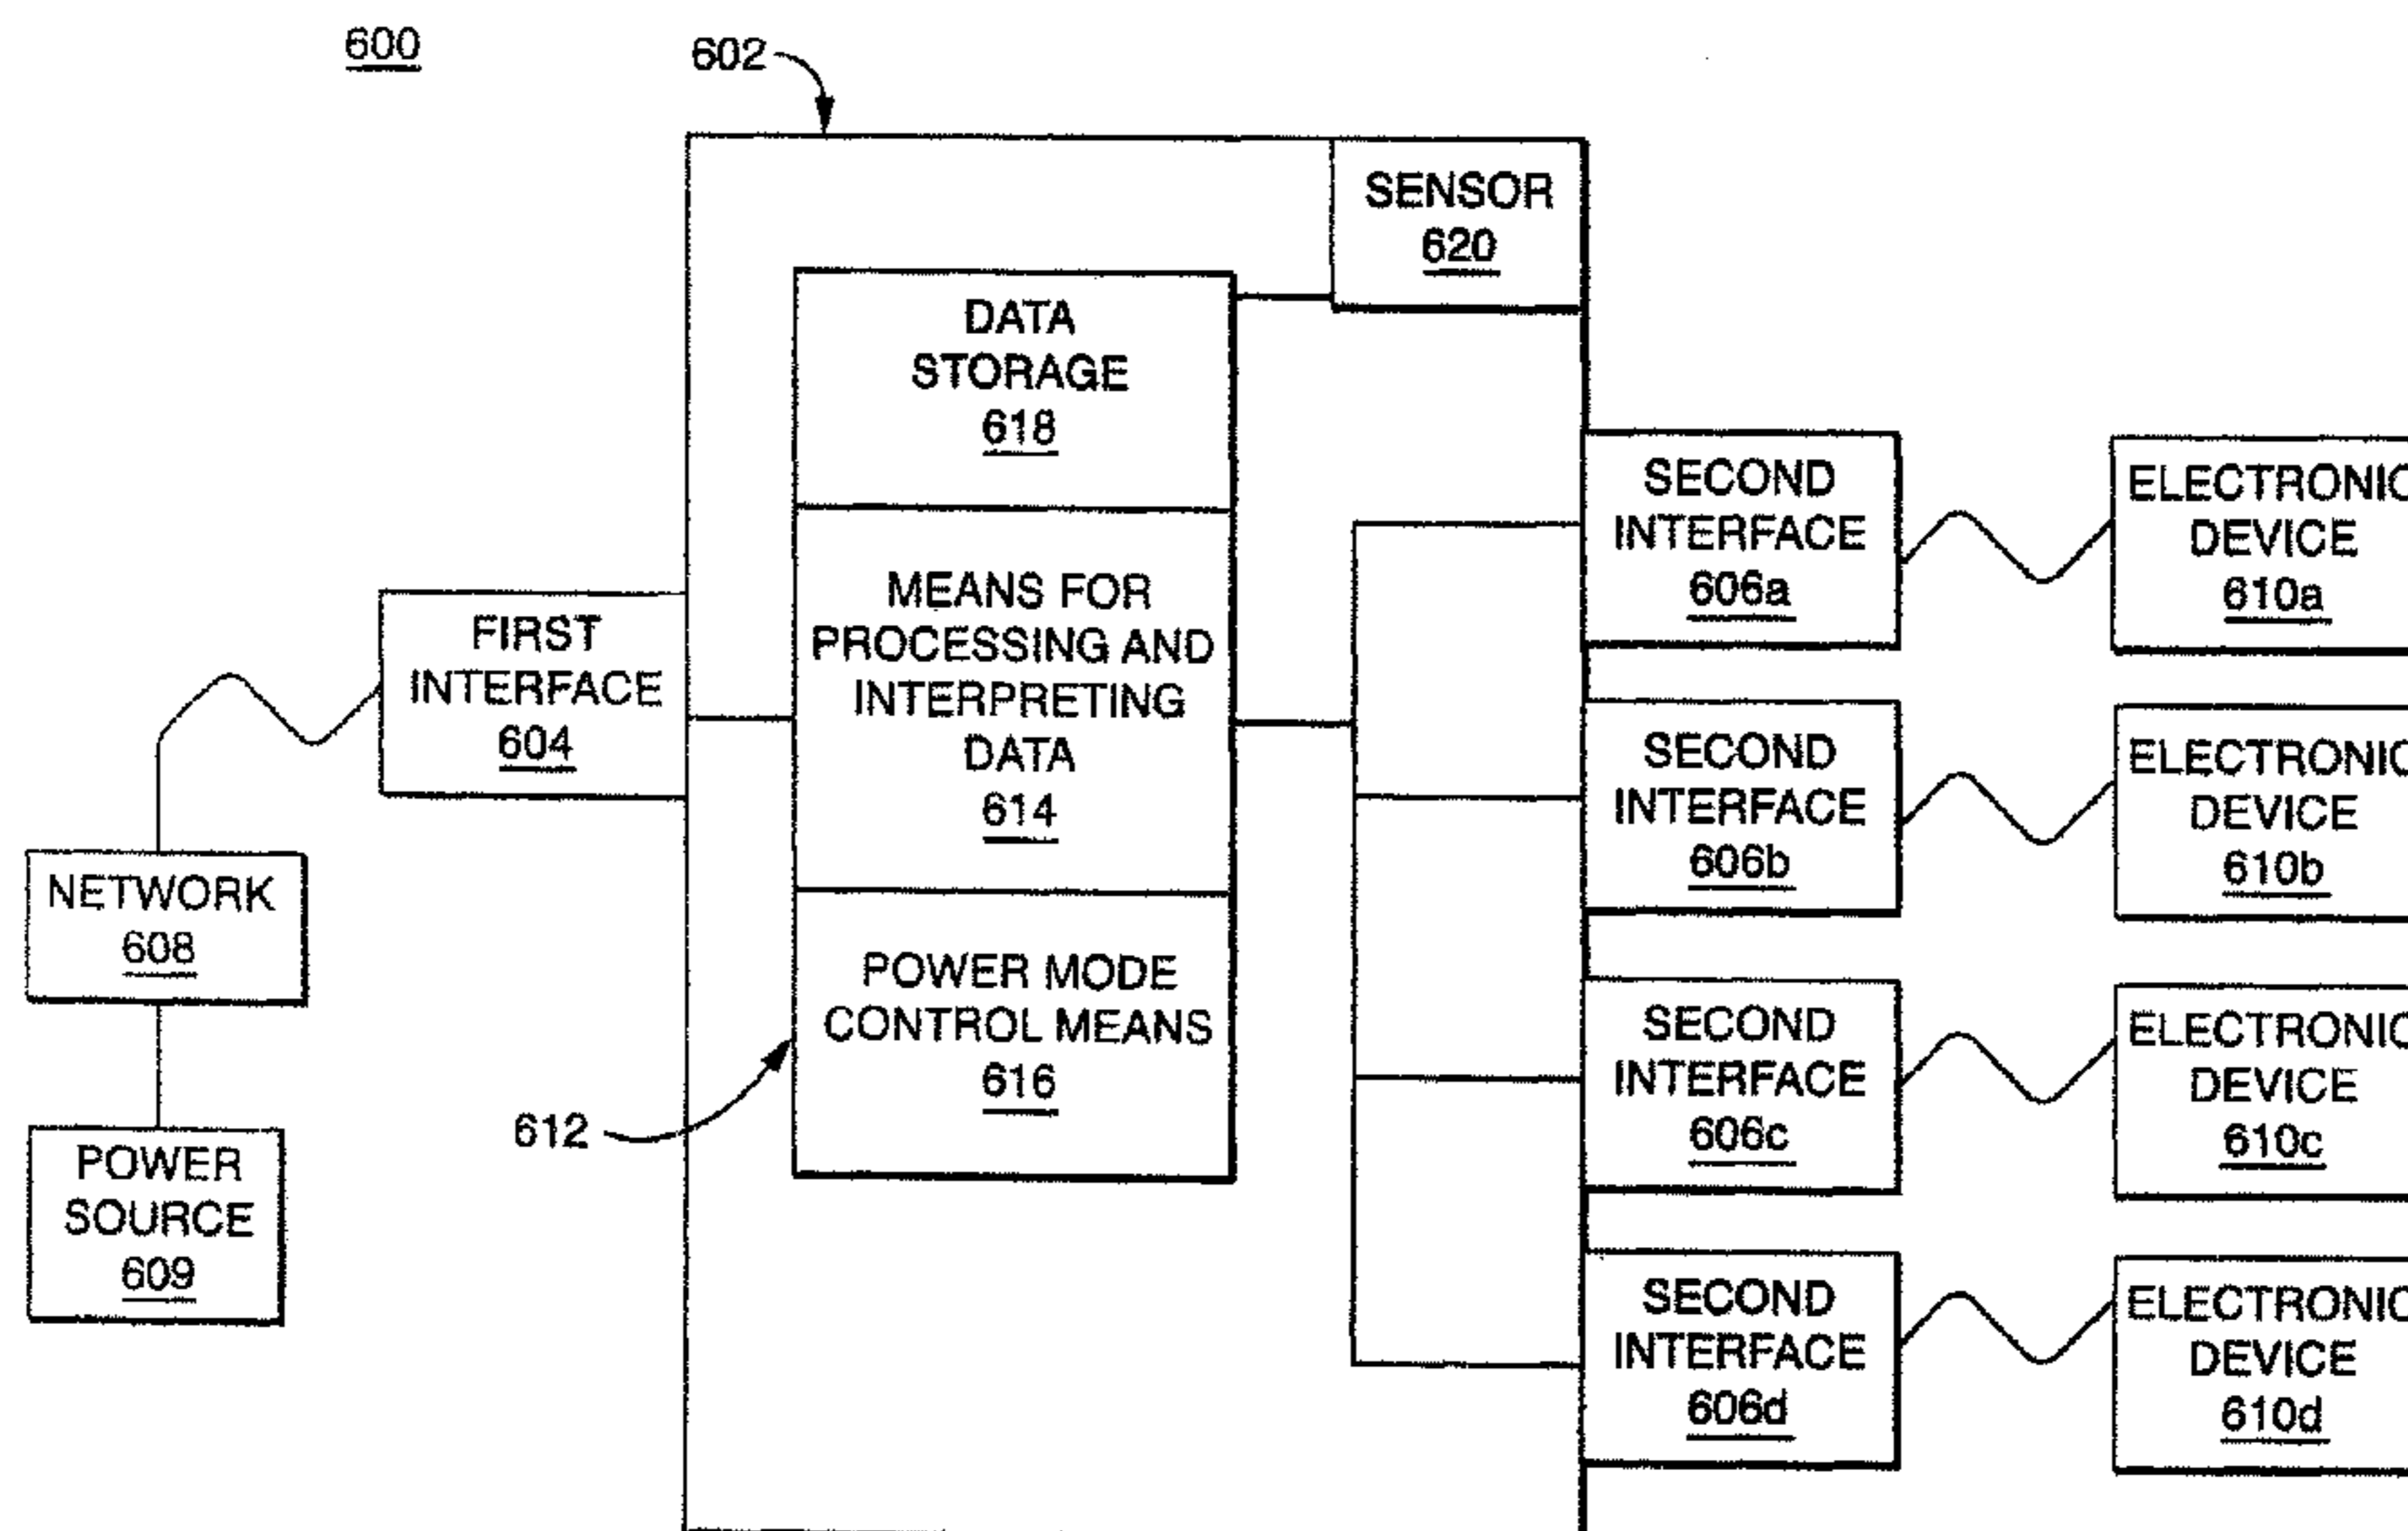 600
602
SENSOR
620
DATA
STORAGE
618
MEANS FOR
PROCESSING AND
INTERPRETING
DATA
614
POWER MODE
CONTROL MEANS
616
612
FIRST
INTERFACE
604
NETWORK
608
POWER
SOURCE
609
SECOND
INTERFACE
606a
ELECTRONIC
DEVICE
610a
SECOND
INTERFACE
606b
ELECTRONIC
DEVICE
610b
SECOND
INTERFACE
606c
ELECTRONIC
DEVICE
610c
SECOND
INTERFACE
606d
ELECTRONIC
DEVICE
610d